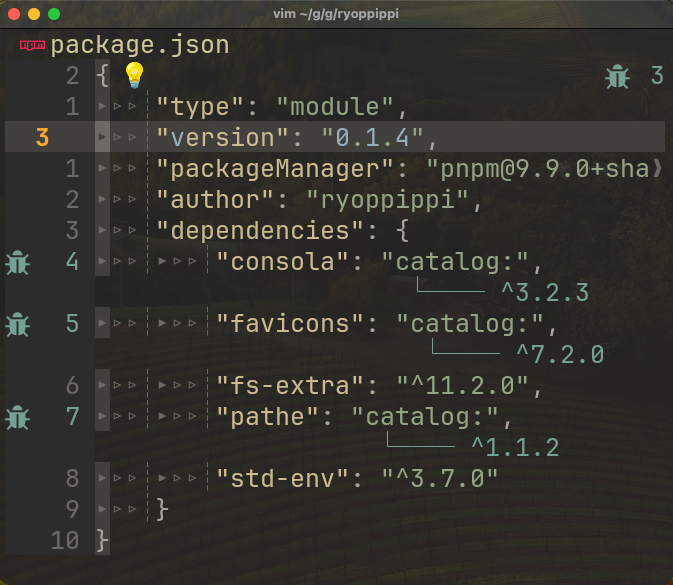 vim ~/g/g/ryoppippi
npm package.json
2 { 3
1 "type": "module",
3 "version": "0.1.4",
1 "packageManager": "pnpm@9.9.0+sha
2 "author": "ryoppippi",
3 "dependencies": {
4 "consola": "catalog:",
^3.2.3
5 "favicons": "catalog:",
^7.2.0
6 "fs-extra": "^11.2.0",
7 "pathe": "catalog:",
^1.1.2
8 "std-env": "^3.7.0"
9 }
10 }